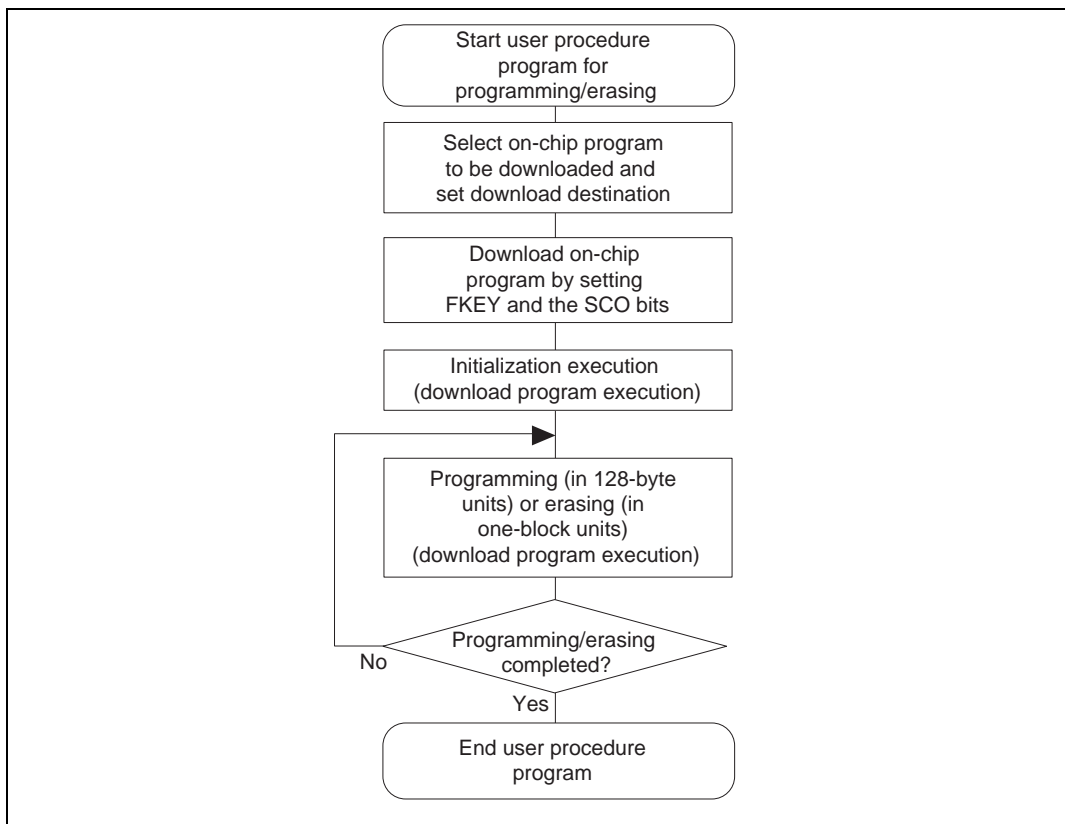 Start user procedure
program for
programming/erasing
Select on-chip program
to be downloaded and
set download destination
Download on-chip
program by setting
FKEY and the SCO bits
Initialization execution
(download program execution)
Programming (in 128-byte
units) or erasing (in
one-block units)
(download program execution)
Programming/erasing
completed?
No
Yes
End user procedure
program